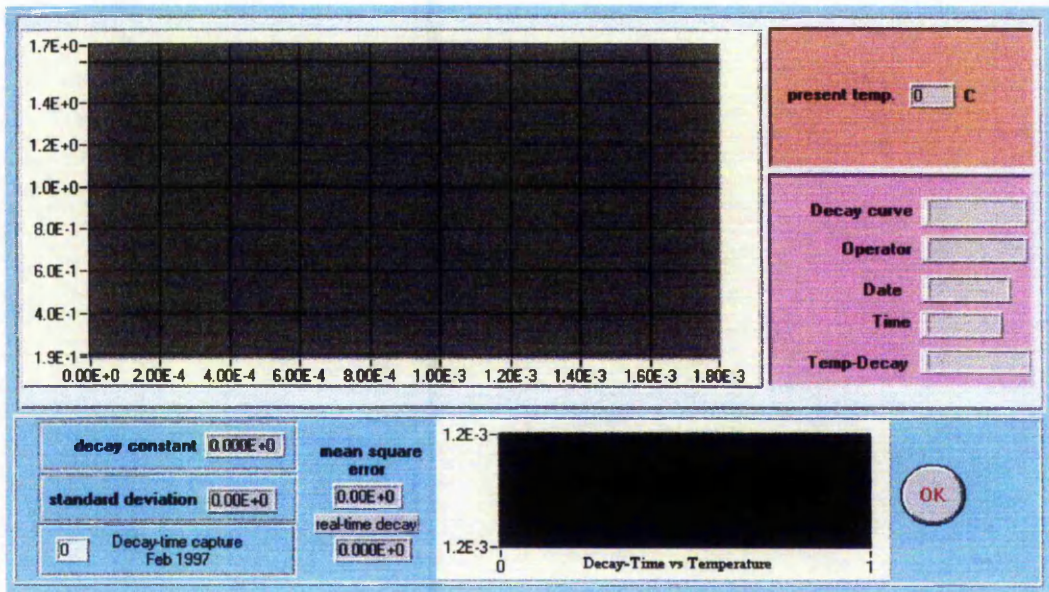 1.7E+0
1.4E+0
1.2E+0
1.0E+0
8.0E-1
6.0E-1
4.0E-1
1.9E-1
0.00E+0 2.00E-4 4.00E-4 6.00E-4 8.00E-4 1.00E-3 1.20E-3 1.40E-3 1.60E-3 1.80E-3
present temp. 0 C
Decay curve
Operator
Date
Time
Temp-Decay
decay constant 0.000E+0
standard deviation 0.00E+0
0 Decay-time capture
Feb 1997
mean square
error
0.00E+0
real-time decay
0.000E+0
1.2E-3
1.2E-3
0 1
Decay-Time vs Temperature
OK